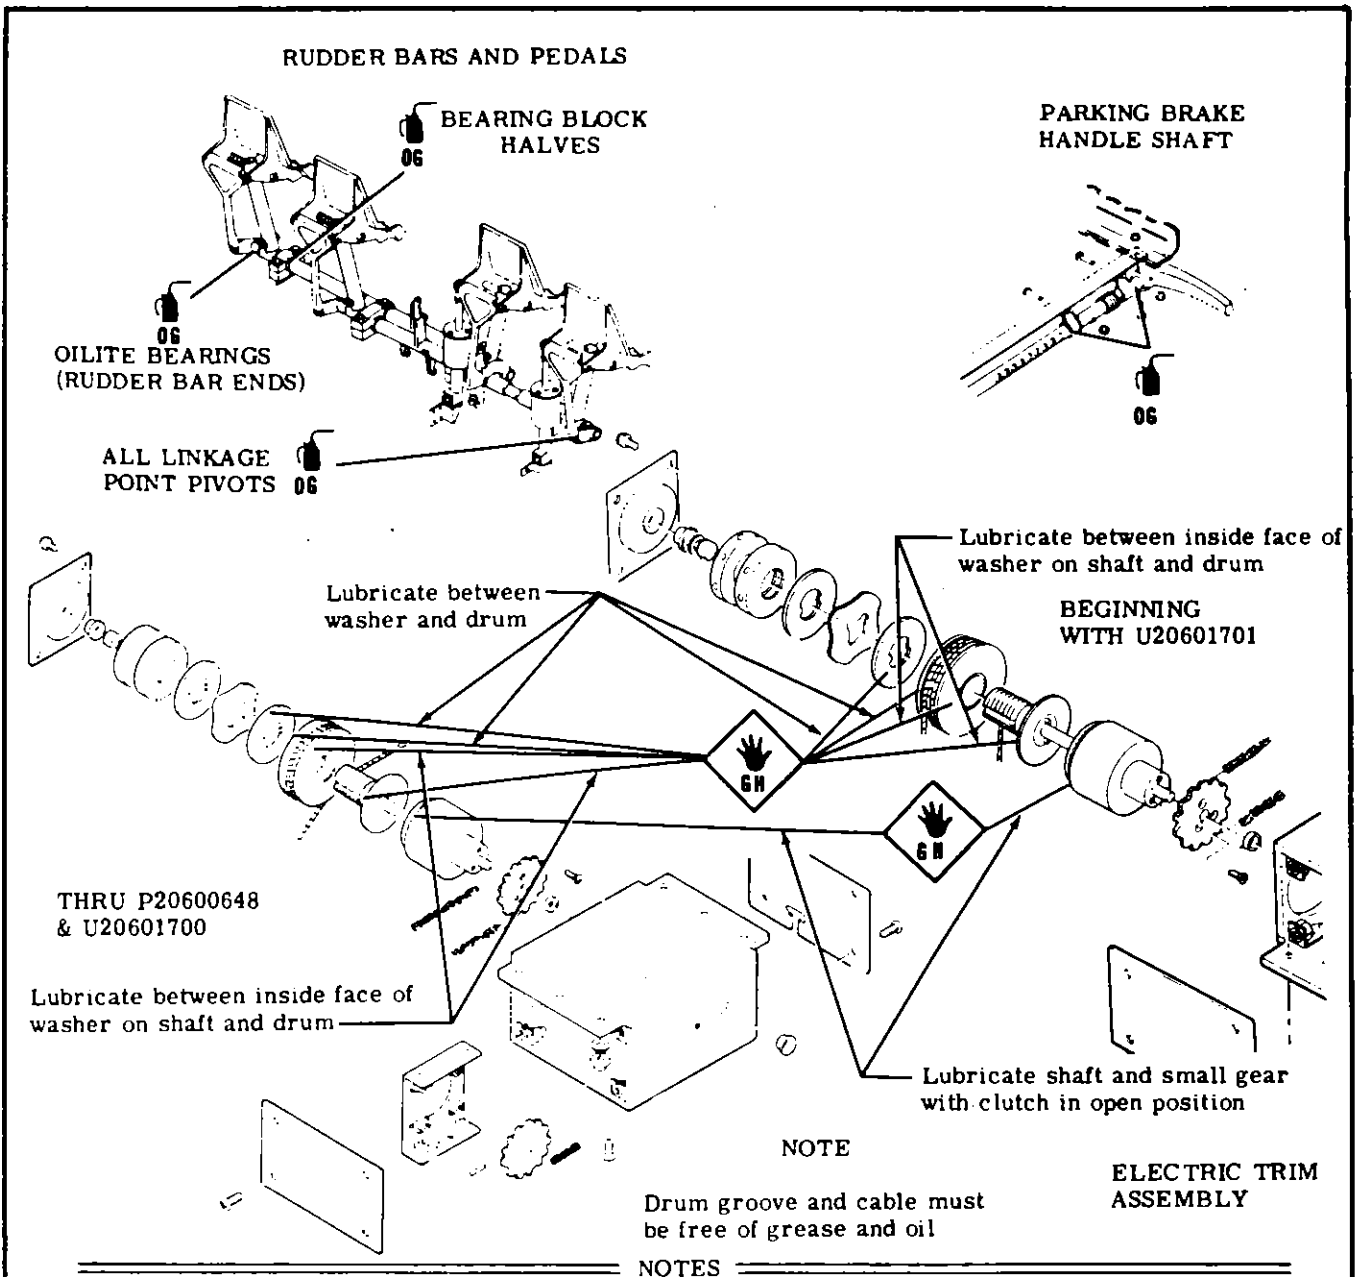 RUDDER BARS AND PEDALS
BEARING BLOCK
HALVES
OG
PARKING BRAKE
HANDLE SHAFT
OG
OG
OILITE BEARINGS
(RUDDER BAR ENDS)
ALL LINKAGE
POINT PIVOTS
OG
Lubricate between inside face of
washer on shaft and drum
Lubricate between
washer and drum
BEGINNING
WITH U20601701
GH
GH
THRU P20600648
& U20601700
Lubricate between inside face of
washer on shaft and drum
Lubricate shaft and small gear
with clutch in open position
NOTE
Drum groove and cable must
be free of grease and oil
ELECTRIC TRIM
ASSEMBLY
NOTES